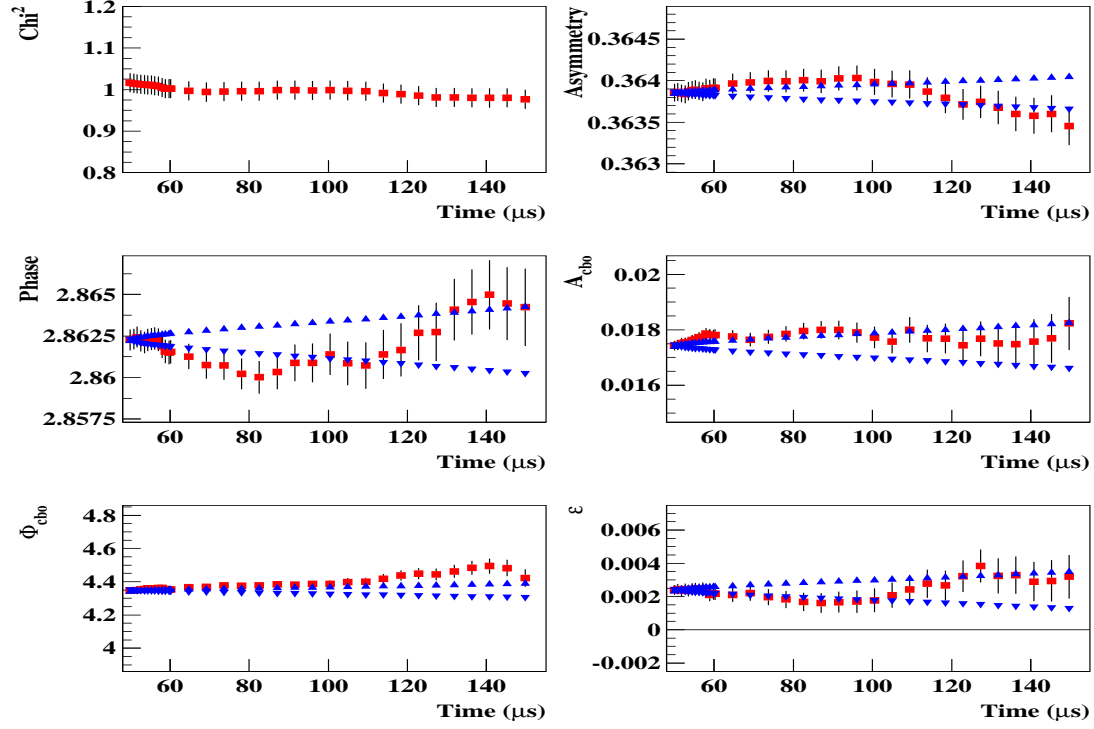 Chi²
1.2
1.1
1
0.9
0.8
60 80 100 120 140
Time (μs)
Asymmetry
0.3645
0.364
0.3635
0.363
60 80 100 120 140
Time (μs)
Phase
2.865
2.8625
2.86
2.8575
60 80 100 120 140
Time (μs)
A_cbo
0.02
0.018
0.016
60 80 100 120 140
Time (μs)
Φ_cbo
4.8
4.6
4.4
4.2
4
60 80 100 120 140
Time (μs)
ε
0.006
0.004
0.002
0
-0.002
60 80 100 120 140
Time (μs)